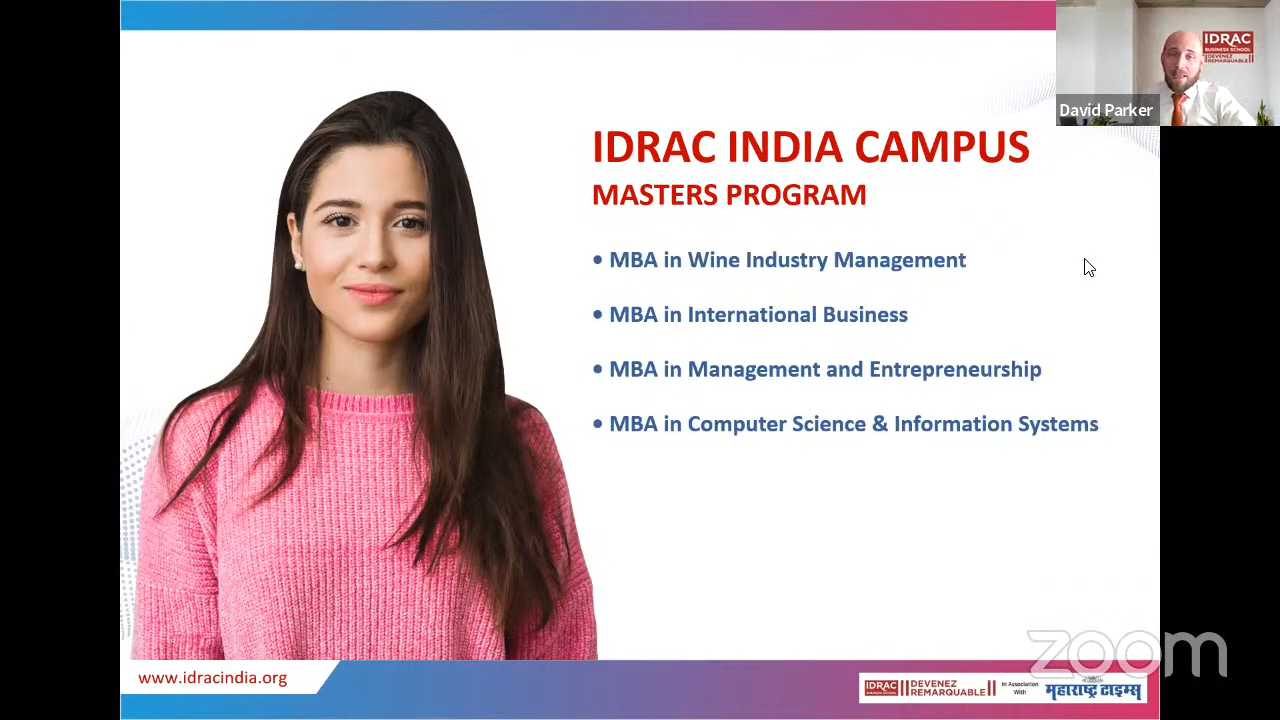 IDRAC
BUSINESS SCHOOL
DEVENEZ
REMARQUABLE
David Parker
IDRAC INDIA CAMPUS
MASTERS PROGRAM
• MBA in Wine Industry Management
• MBA in International Business
• MBA in Management and Entrepreneurship
• MBA in Computer Science & Information Systems
zoom
www.idracindia.org
IDRAC
BUSINESS SCHOOL
DEVENEZ
REMARQUABLE
In Association
With
महाराष्ट्र टाइम्स